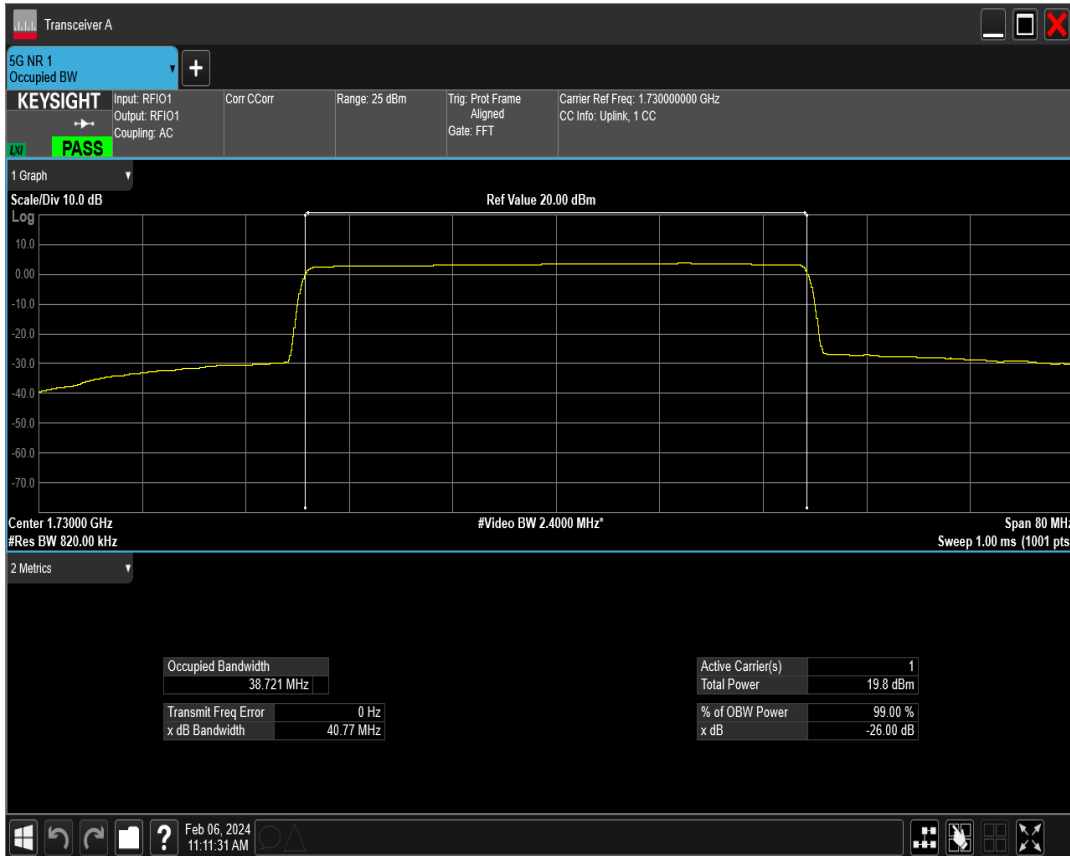 Transceiver A
5G NR 1
Occupied BW
KEYSIGHT
LXI
PASS
Input: RFIO1
Output: RFIO1
Coupling: AC
Corr CCorr
Range: 25 dBm
Trig: Prot Frame
Aligned
Gate: FFT
Carrier Ref Freq: 1.730000000 GHz
CC Info: Uplink, 1 CC
1 Graph
Scale/Div 10.0 dB
Ref Value 20.00 dBm
Log
10.0
0.00
-10.0
-20.0
-30.0
-40.0
-50.0
-60.0
-70.0
Center 1.73000 GHz
#Video BW 2.4000 MHz*
Span 80 MHz
#Res BW 820.00 kHz
Sweep 1.00 ms (1001 pts
2 Metrics
Occupied Bandwidth
38.721 MHz
Transmit Freq Error 0 Hz
x dB Bandwidth 40.77 MHz
Active Carrier(s) 1
Total Power 19.8 dBm
% of OBW Power 99.00 %
x dB -26.00 dB
?
Feb 06, 2024
11:11:31 AM